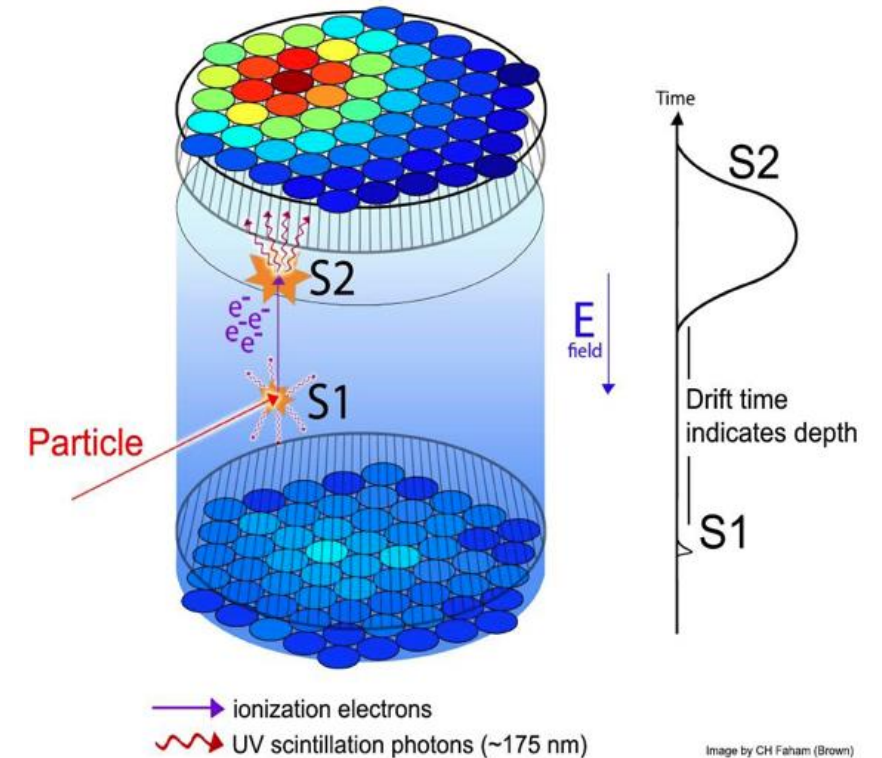 Time
S2
S2
e-
e-e-
e-e-
E
field
S1
Drift time
indicates depth
Particle
S1
ionization electrons
UV scintillation photons (~175 nm)
Image by CH Faham (Brown)